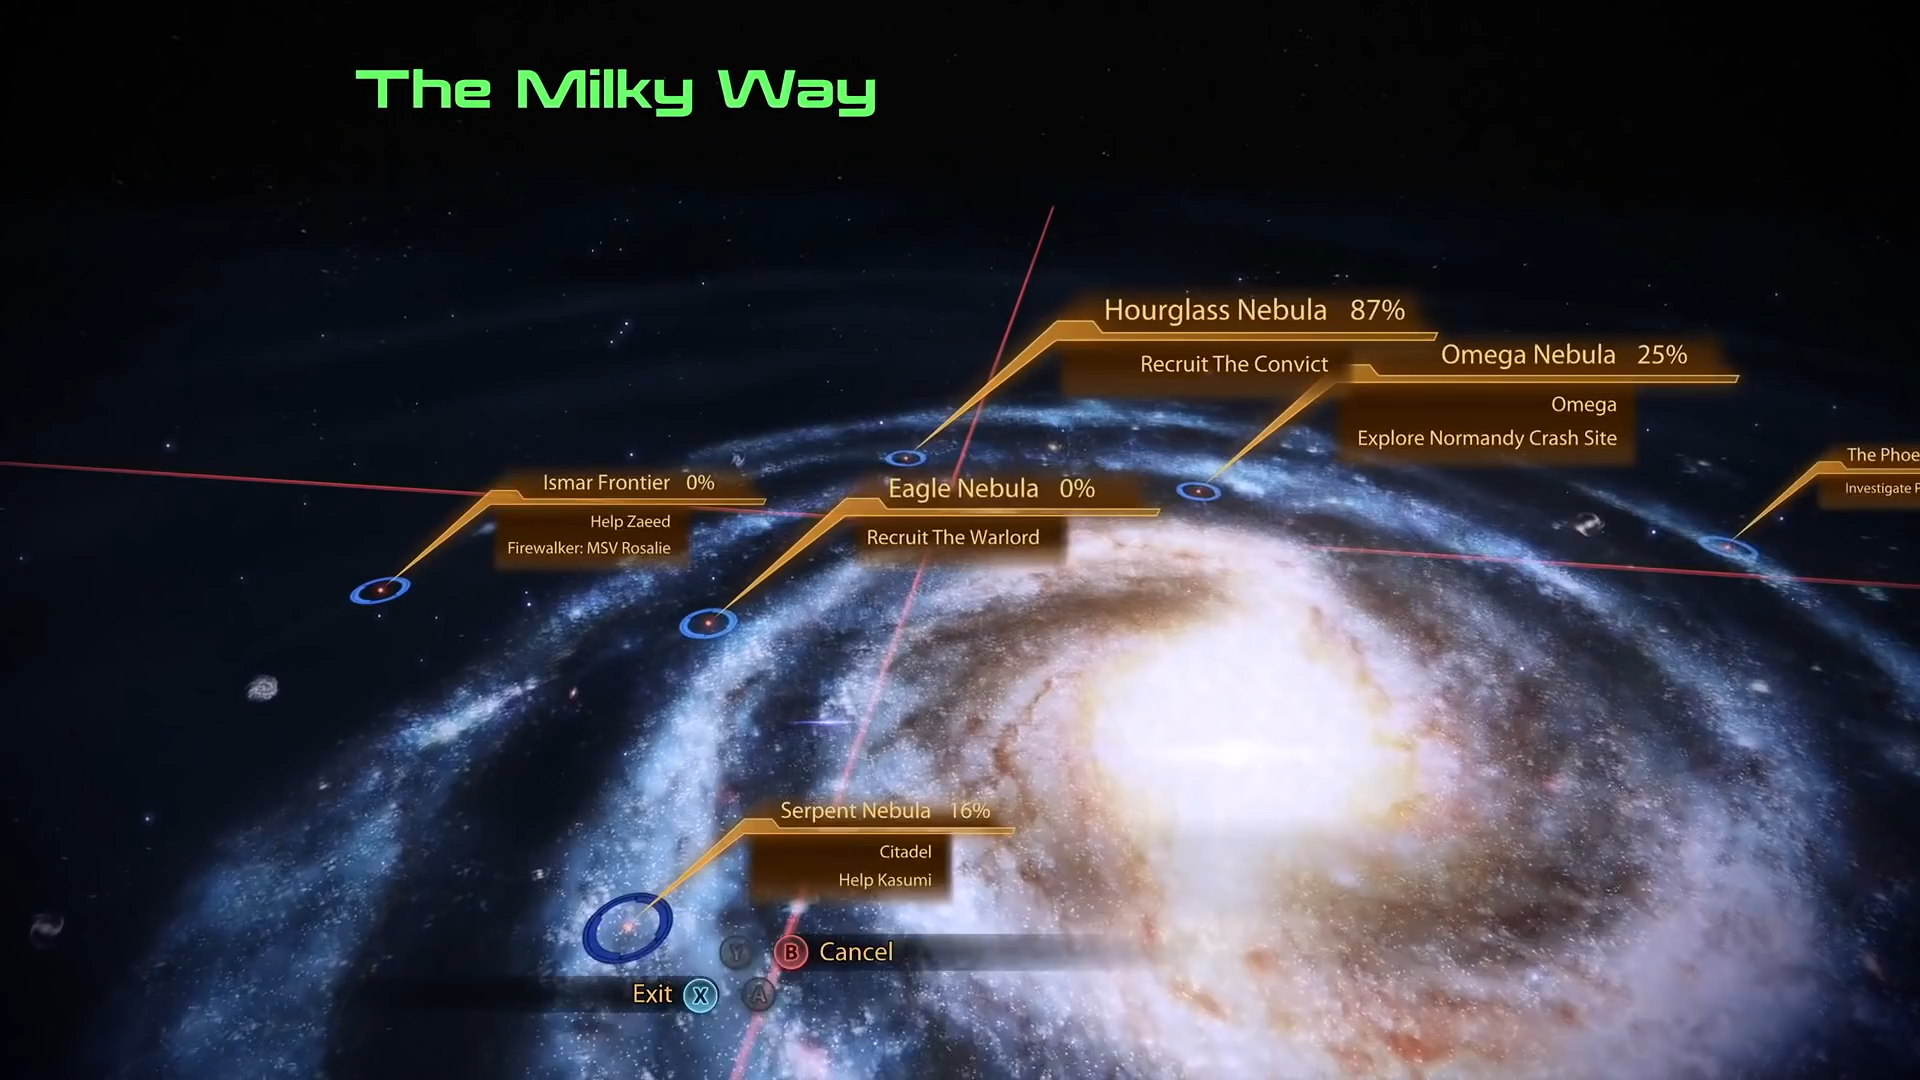 The Milky Way
Hourglass Nebula 87%
Recruit The Convict
Omega Nebula 25%
Omega
Explore Normandy Crash Site
The
Investigate
Ismar Frontier 0%
Help Zaeed
Firewalker: MSV Rosalie
Eagle Nebula 0%
Recruit The Warlord
Serpent Nebula 16%
Citadel
Help Kasumi
Y B Cancel
Exit X A